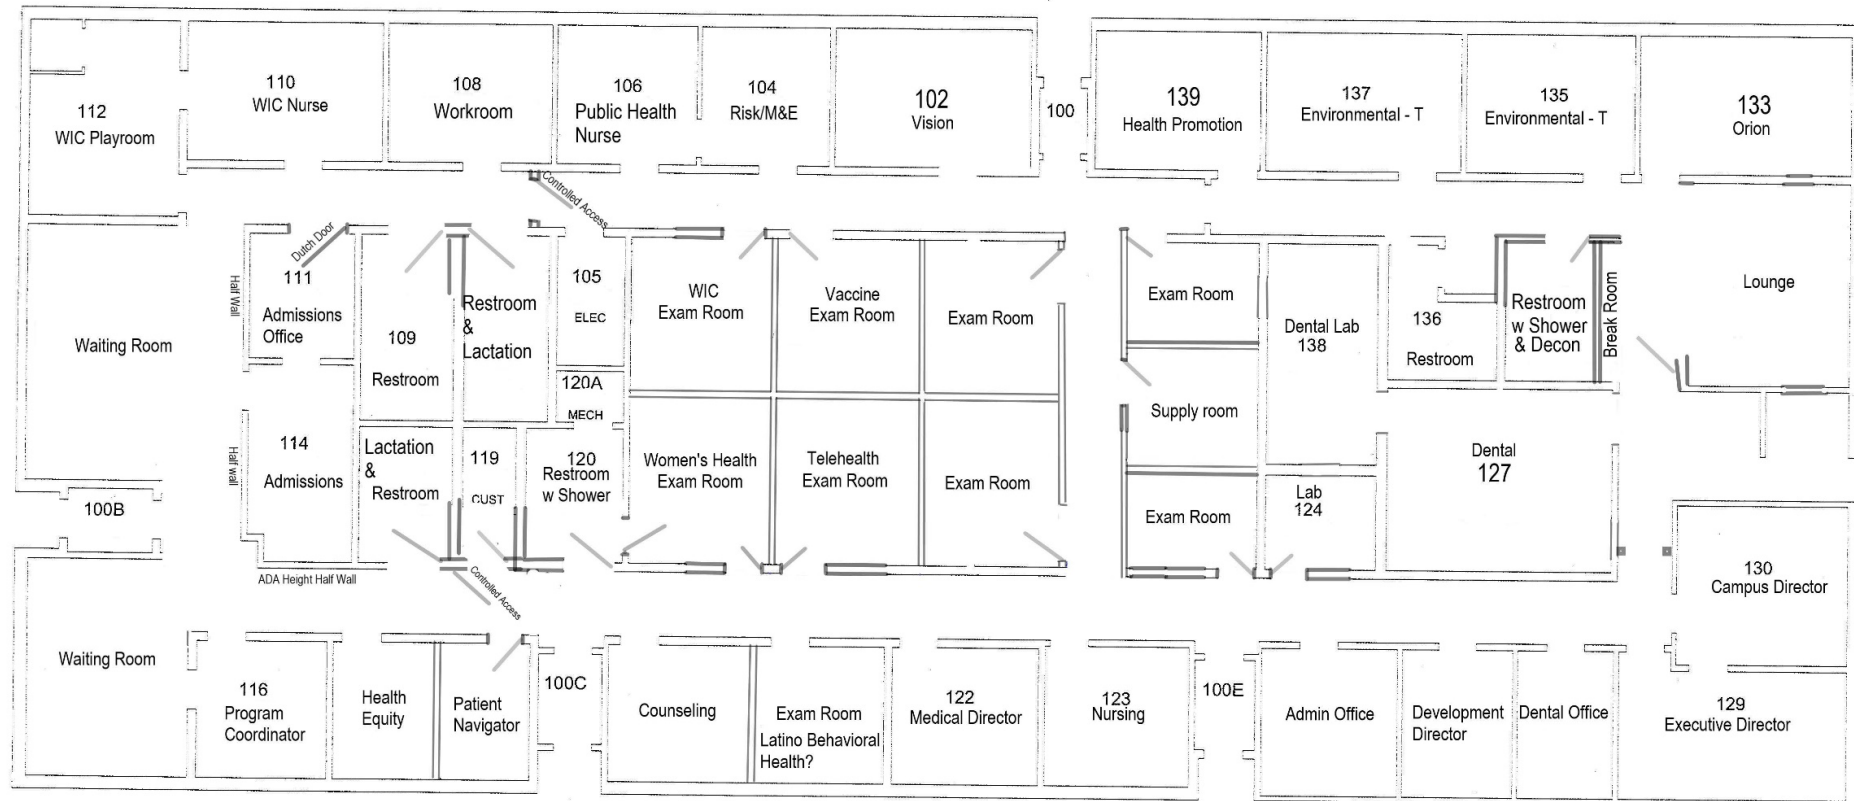 110
WIC Nurse
108
Workroom
106
Public Health
Nurse
104
Risk/M&E
102
Vision
100
139
Health Promotion
137
Environmental - T
135
Environmental - T
133
Orion
112
WIC Playroom
Controlled Access
Dutch Door
111
Admissions
Office
Half Wall
Waiting Room
109
Restroom
Restroom
&
Lactation
105
ELEC
120A
MECH
WIC
Exam Room
Vaccine
Exam Room
Exam Room
Exam Room
Dental Lab
138
136
Restroom
Restroom
w Shower
& Decon
Break Room
Lounge
Supply room
114
Admissions
Half wall
Lactation
&
Restroom
119
CUST
120
Restroom
w Shower
Women's Health
Exam Room
Telehealth
Exam Room
Exam Room
Exam Room
Lab
124
Dental
127
100B
ADA Height Half Wall
Controlled Access
130
Campus Director
Waiting Room
116
Program
Coordinator
Health
Equity
Patient
Navigator
100C
Counseling
Exam Room
Latino Behavioral
Health?
122
Medical Director
123
Nursing
100E
Admin Office
Development
Director
Dental Office
129
Executive Director